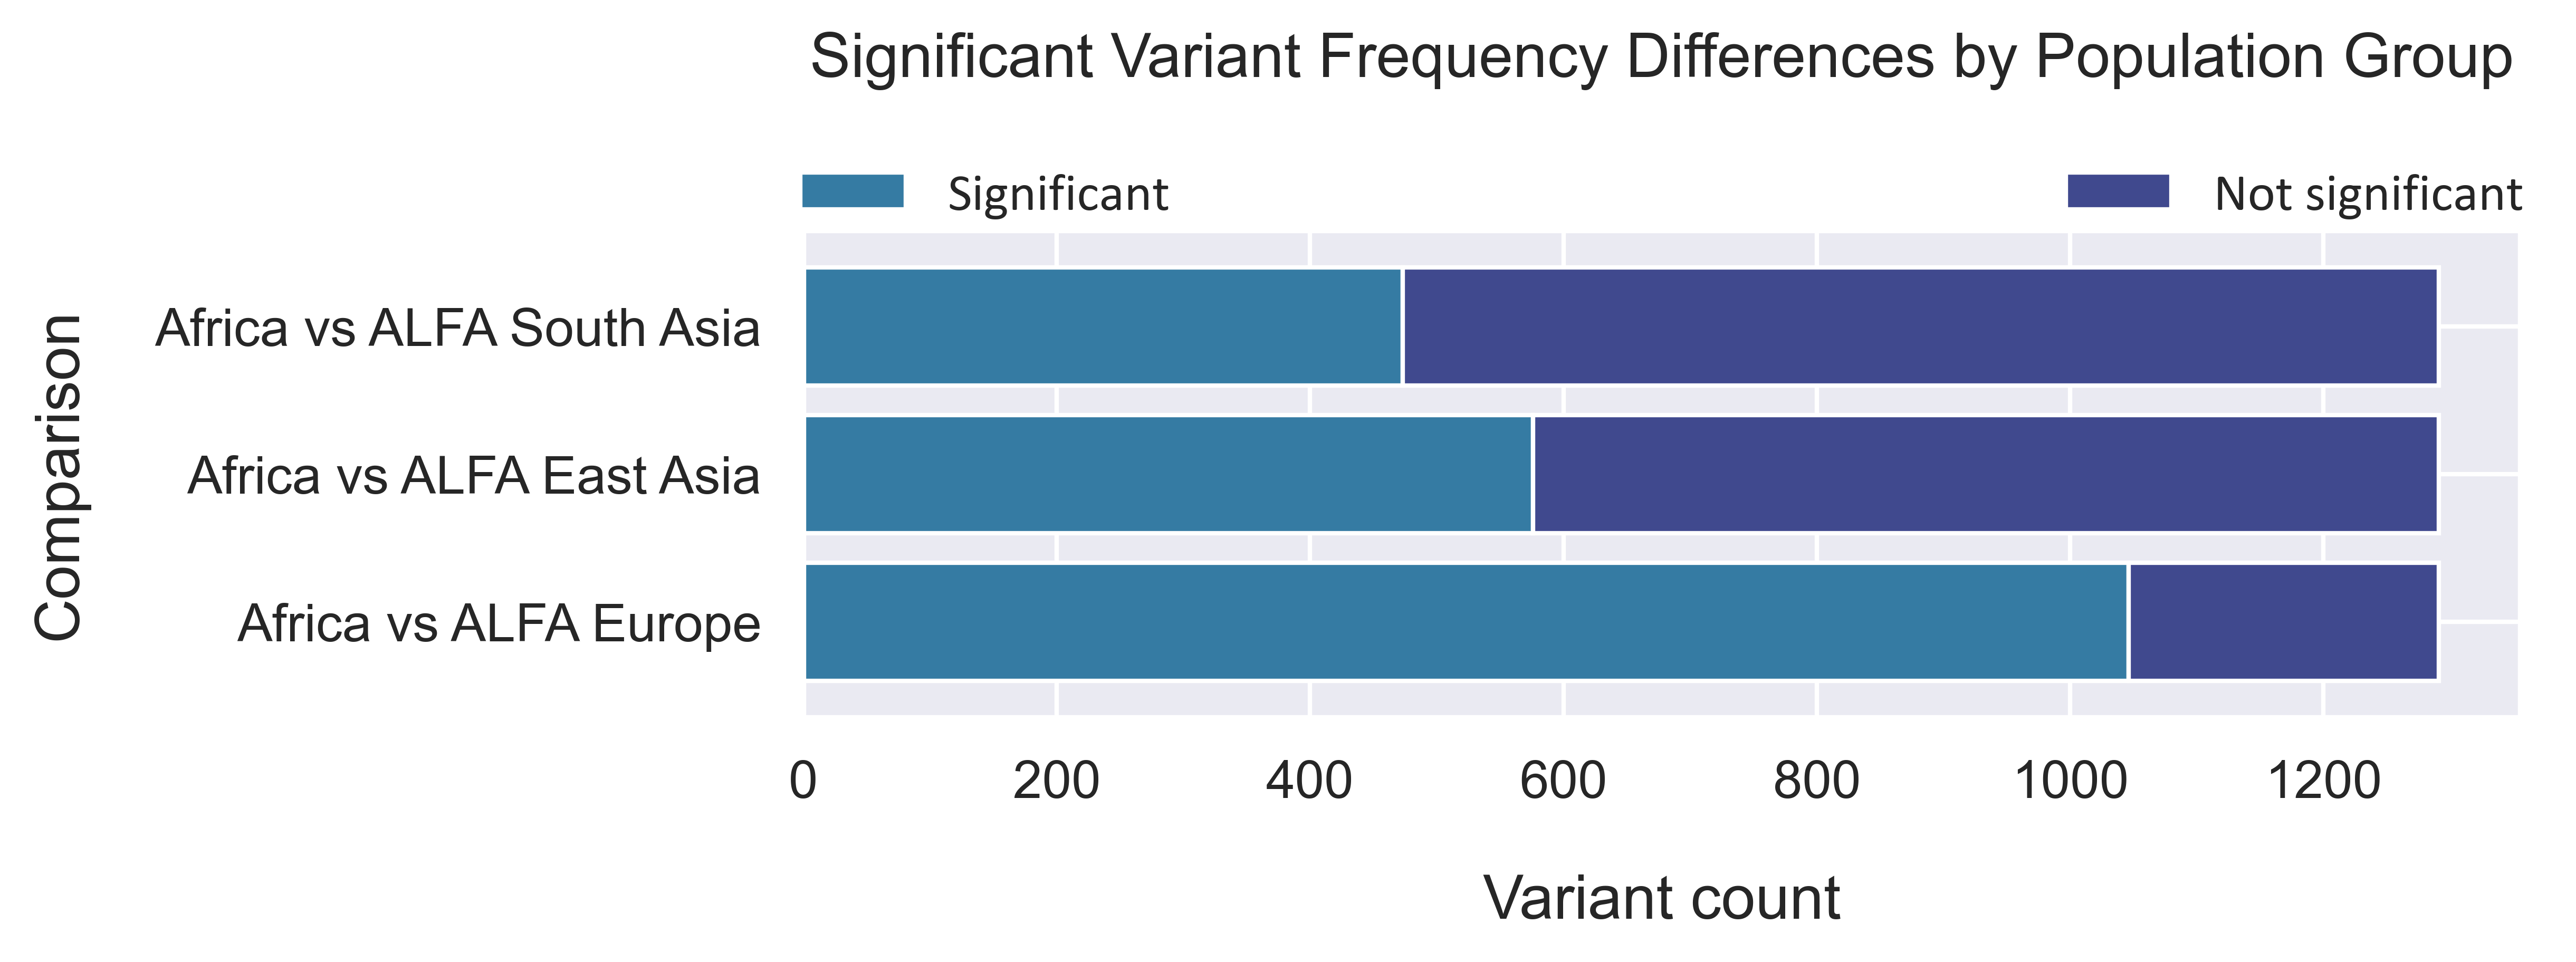 Significant Variant Frequency Differences by Population Group
Significant
Not significant
Comparison
Africa vs ALFA South Asia
Africa vs ALFA East Asia
Africa vs ALFA Europe
0 200 400 600 800 1000 1200
Variant count